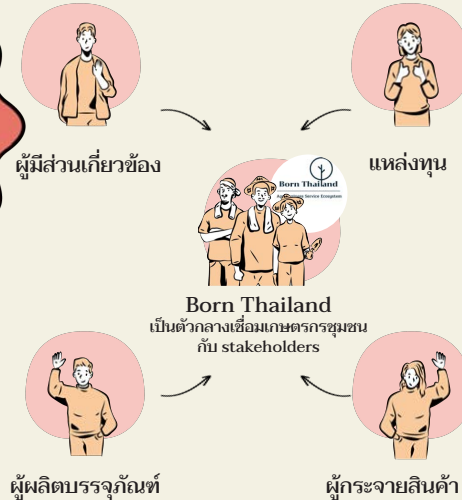 ผู้มีส่วนเกี่ยวข้อง
แหล่งทุน
Born Thailand
Born Thailand
เป็นตัวกลางเชื่อมเกษตรกรชุมชน
กับ stakeholders
ผู้ผลิตบรรจุภัณฑ์
ผู้กระจายสินค้า